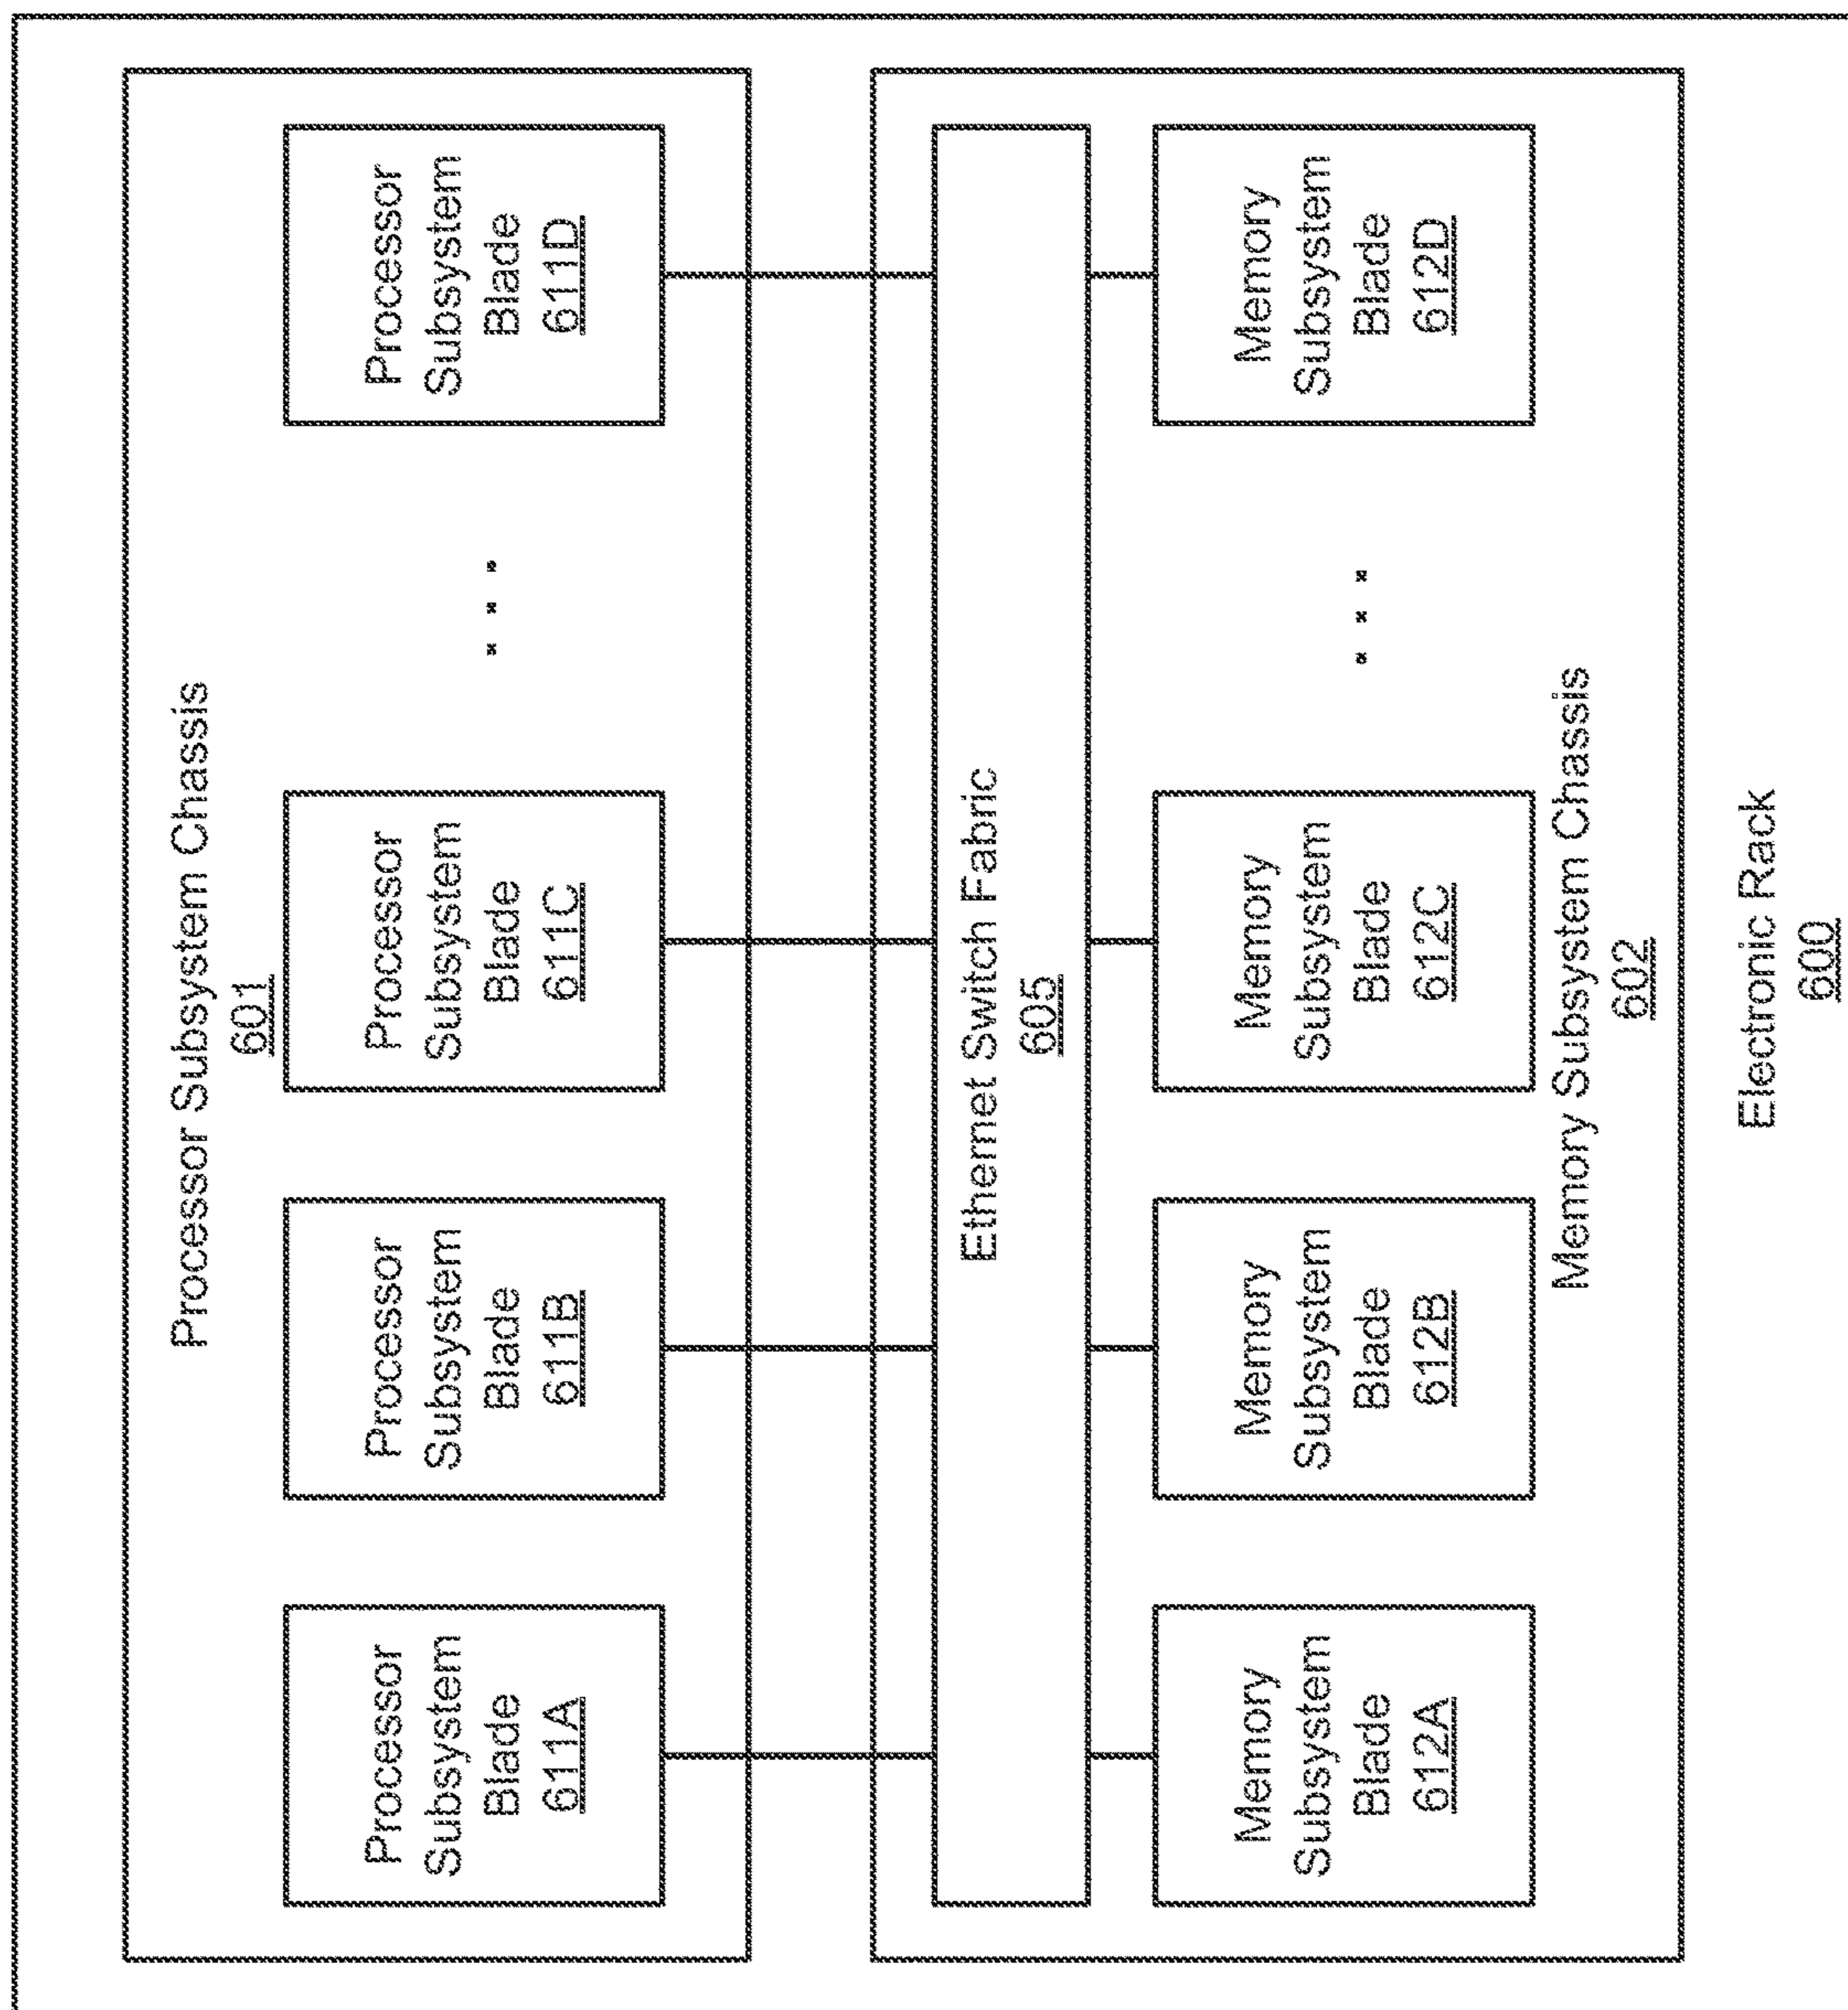 Processor Subsystem Chassis
601
Processor
Subsystem
Blade
611A
Processor
Subsystem
Blade
611B
Processor
Subsystem
Blade
611C
. . .
Processor
Subsystem
Blade
611D
Ethernet Switch Fabric
605
Memory
Subsystem
Blade
612A
Memory
Subsystem
Blade
612B
Memory
Subsystem
Blade
612C
. . .
Memory
Subsystem
Blade
612D
Memory Subsystem Chassis
602
Electronic Rack
600